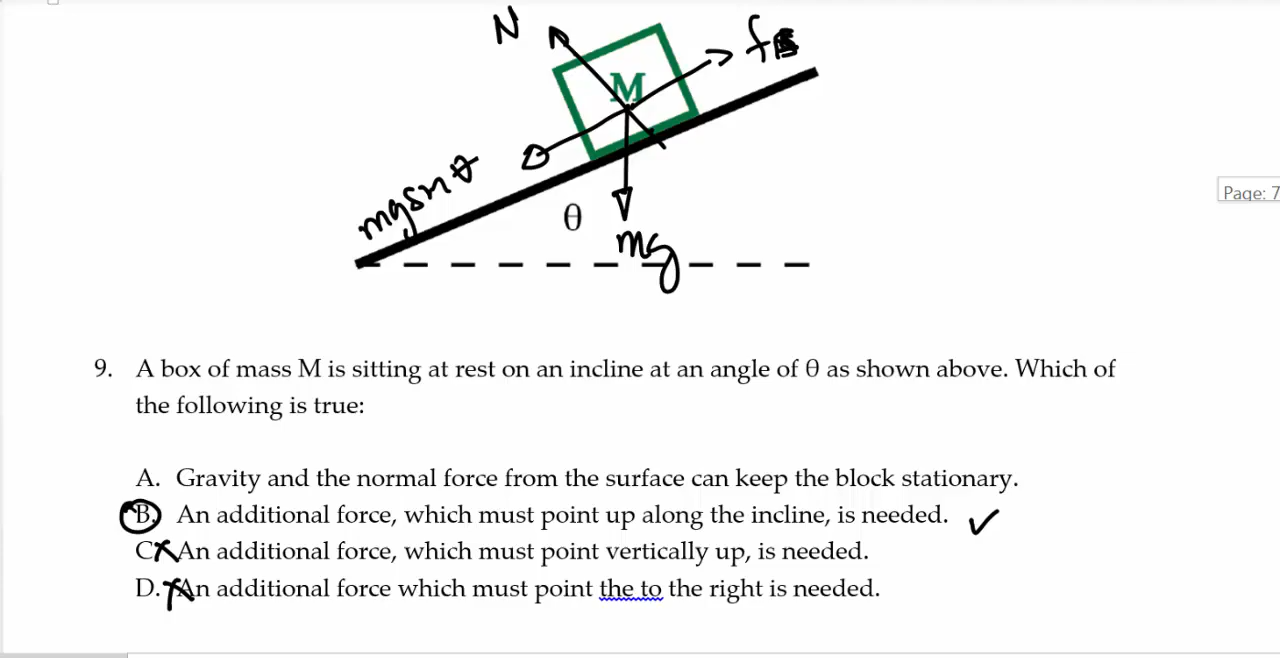 N
f
M
mgsinθ
θ
mg
Page: 7
9. A box of mass M is sitting at rest on an incline at an angle of θ as shown above. Which of
the following is true:
A. Gravity and the normal force from the surface can keep the block stationary.
B. An additional force, which must point up along the incline, is needed.
C. An additional force, which must point vertically up, is needed.
D. An additional force which must point the to the right is needed.